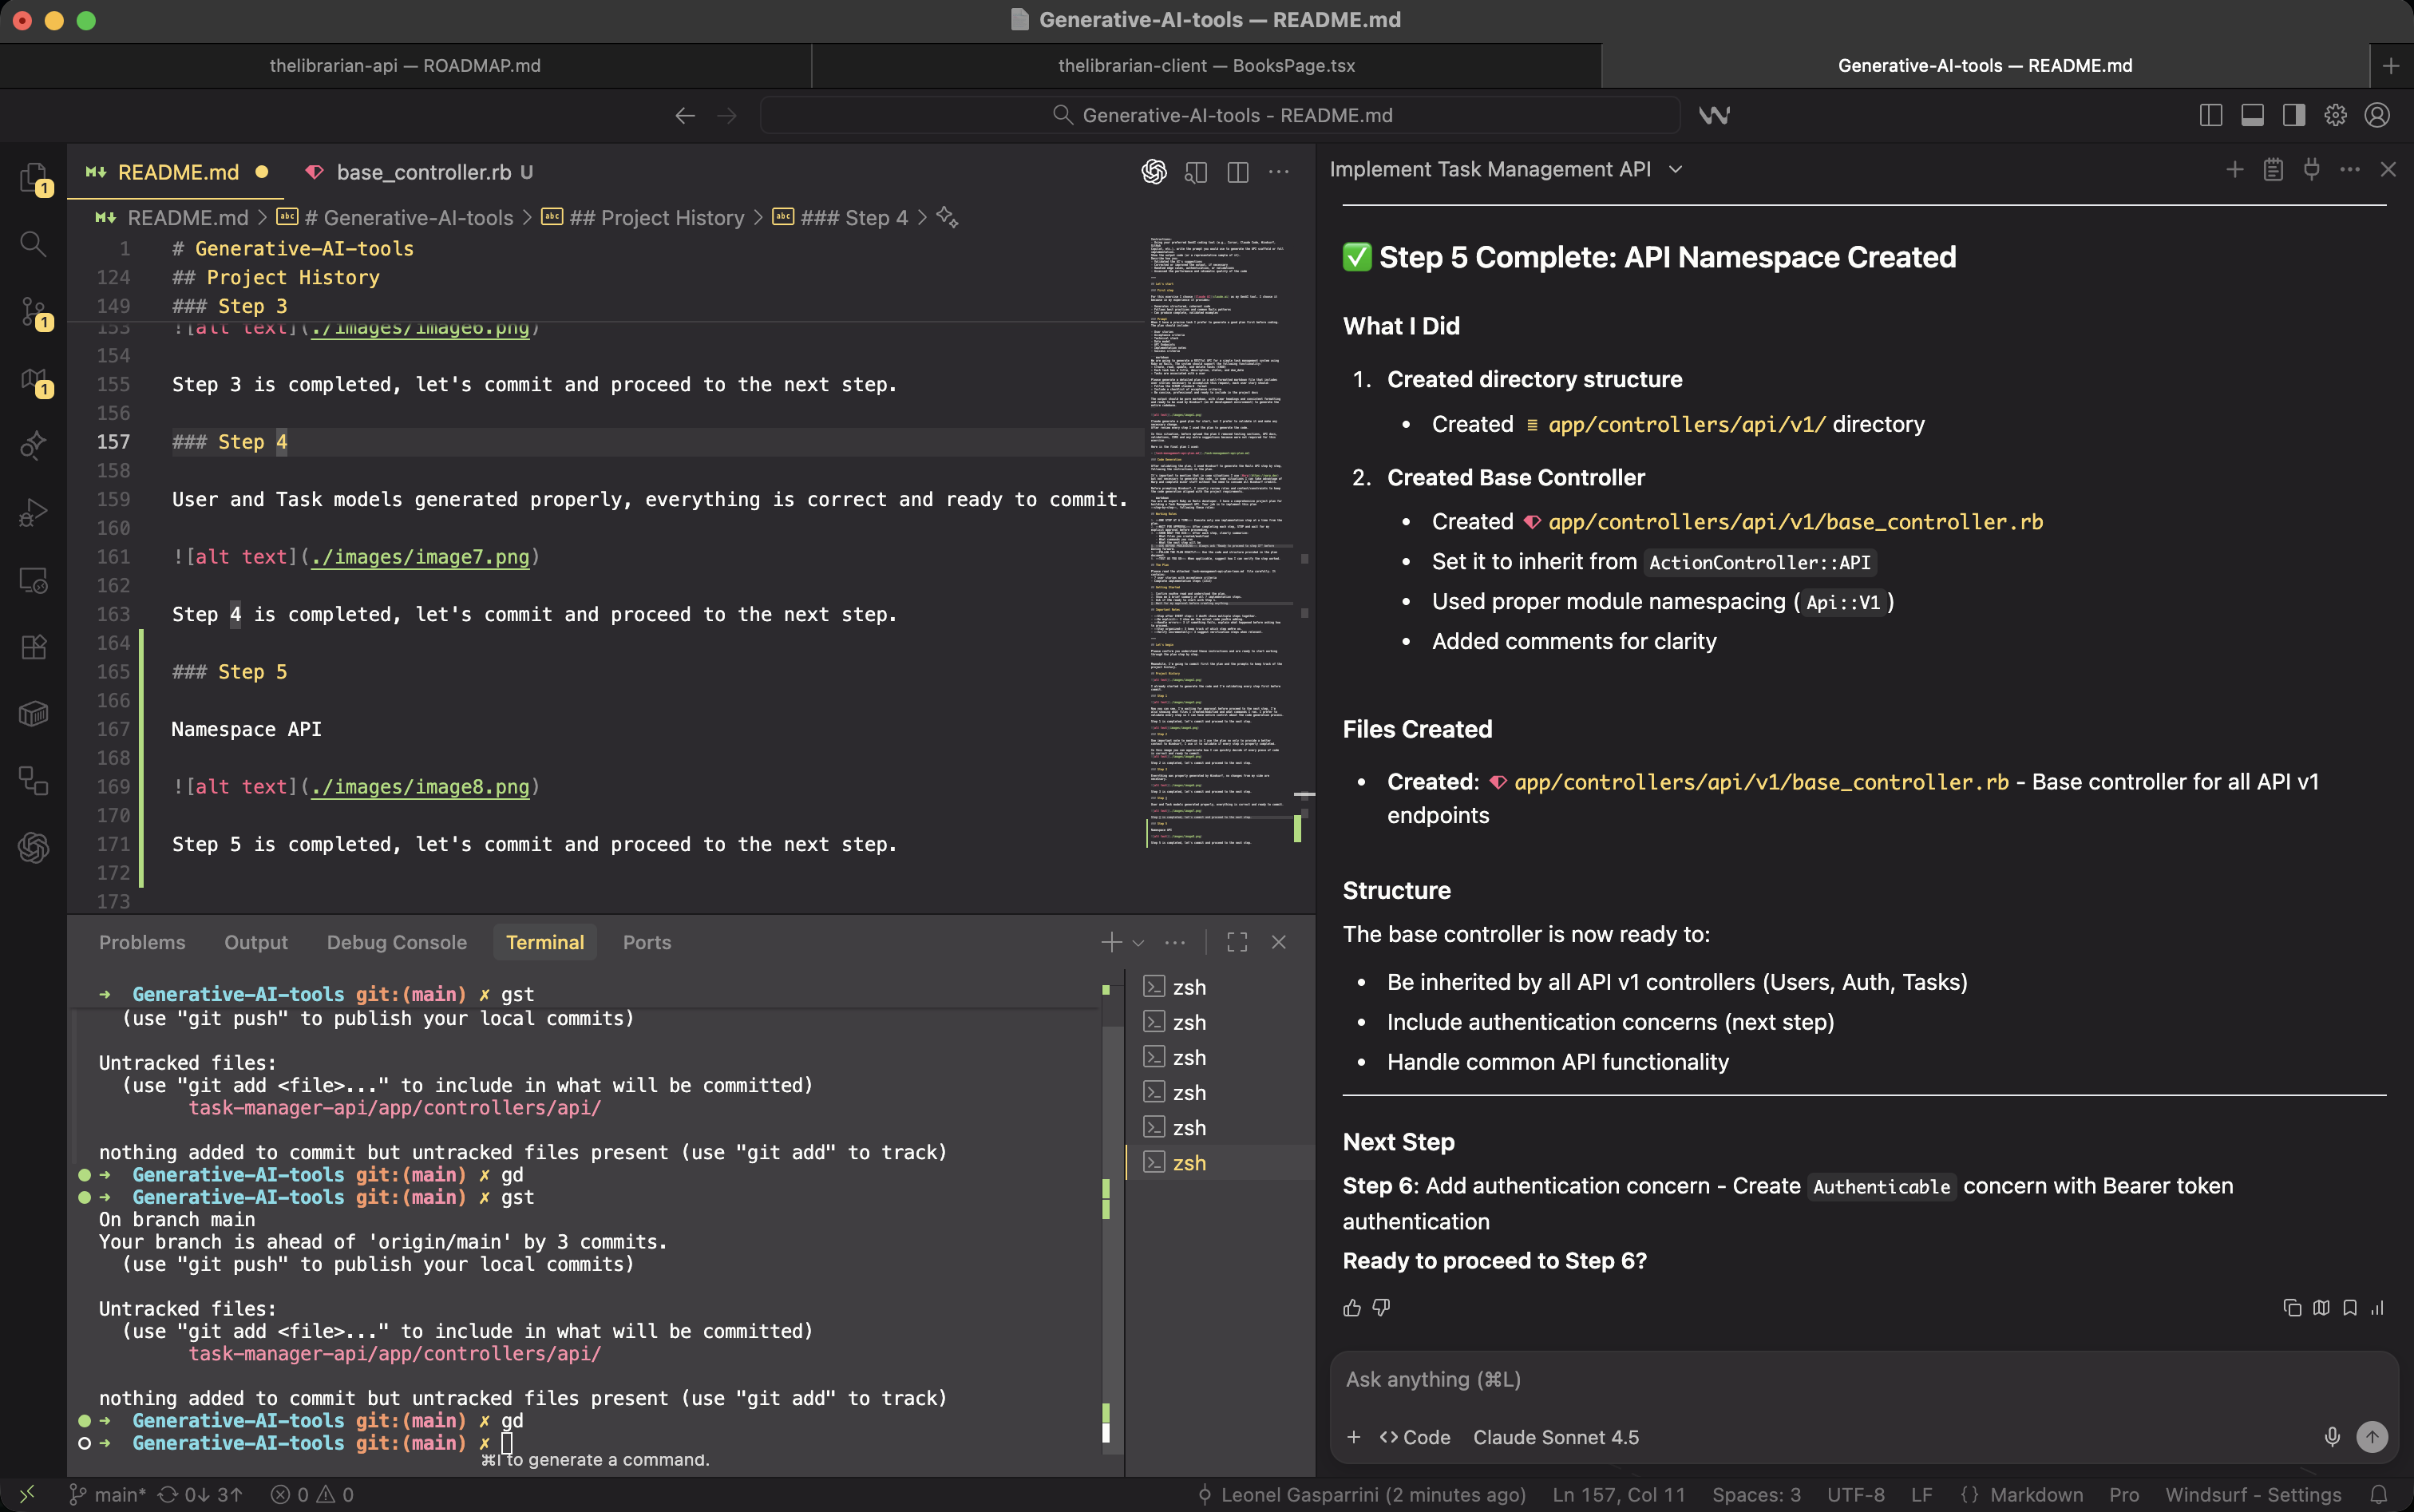 Generative-AI-tools — README.md
thelibrarian-api — ROADMAP.md
thelibrarian-client — BooksPage.tsx
Generative-AI-tools — README.md
Generative-AI-tools - README.md
README.md
base_controller.rb U
README.md > # Generative-AI-tools > ## Project History > ### Step 4 >
1 # Generative-AI-tools
124 ## Project History
149 ### Step 3
153 ![alt text](./images/image6.png)
154
155 Step 3 is completed, let's commit and proceed to the next step.
156
157 ### Step 4
158
159 User and Task models generated properly, everything is correct and ready to commit.
160
161 ![alt text](./images/image7.png)
162
163 Step 4 is completed, let's commit and proceed to the next step.
164
165 ### Step 5
166
167 Namespace API
168
169 ![alt text](./images/image8.png)
170
171 Step 5 is completed, let's commit and proceed to the next step.
172
173
Problems Output Debug Console Terminal Ports
→ Generative-AI-tools git:(main) ✗ gst
(use "git push" to publish your local commits)
Untracked files:
(use "git add <file>..." to include in what will be committed)
task-manager-api/app/controllers/api/
nothing added to commit but untracked files present (use "git add" to track)
→ Generative-AI-tools git:(main) ✗ gd
→ Generative-AI-tools git:(main) ✗ gst
On branch main
Your branch is ahead of 'origin/main' by 3 commits.
(use "git push" to publish your local commits)
Untracked files:
(use "git add <file>..." to include in what will be committed)
task-manager-api/app/controllers/api/
nothing added to commit but untracked files present (use "git add" to track)
→ Generative-AI-tools git:(main) ✗ gd
→ Generative-AI-tools git:(main) ✗
⌘I to generate a command.
zsh
zsh
zsh
zsh
zsh
zsh
Implement Task Management API
✅ Step 5 Complete: API Namespace Created
What I Did
1. Created directory structure
• Created app/controllers/api/v1/ directory
2. Created Base Controller
• Created app/controllers/api/v1/base_controller.rb
• Set it to inherit from ActionController::API
• Used proper module namespacing (Api::V1)
• Added comments for clarity
Files Created
• Created: app/controllers/api/v1/base_controller.rb - Base controller for all API v1
endpoints
Structure
The base controller is now ready to:
• Be inherited by all API v1 controllers (Users, Auth, Tasks)
• Include authentication concerns (next step)
• Handle common API functionality
Next Step
Step 6: Add authentication concern - Create Authenticable concern with Bearer token
authentication
Ready to proceed to Step 6?
Ask anything (⌘L)
+ <> Code Claude Sonnet 4.5
main* 0↓ 3↑ 0 0
Leonel Gasparrini (2 minutes ago) Ln 157, Col 11 Spaces: 3 UTF-8 LF {} Markdown Pro Windsurf - Settings